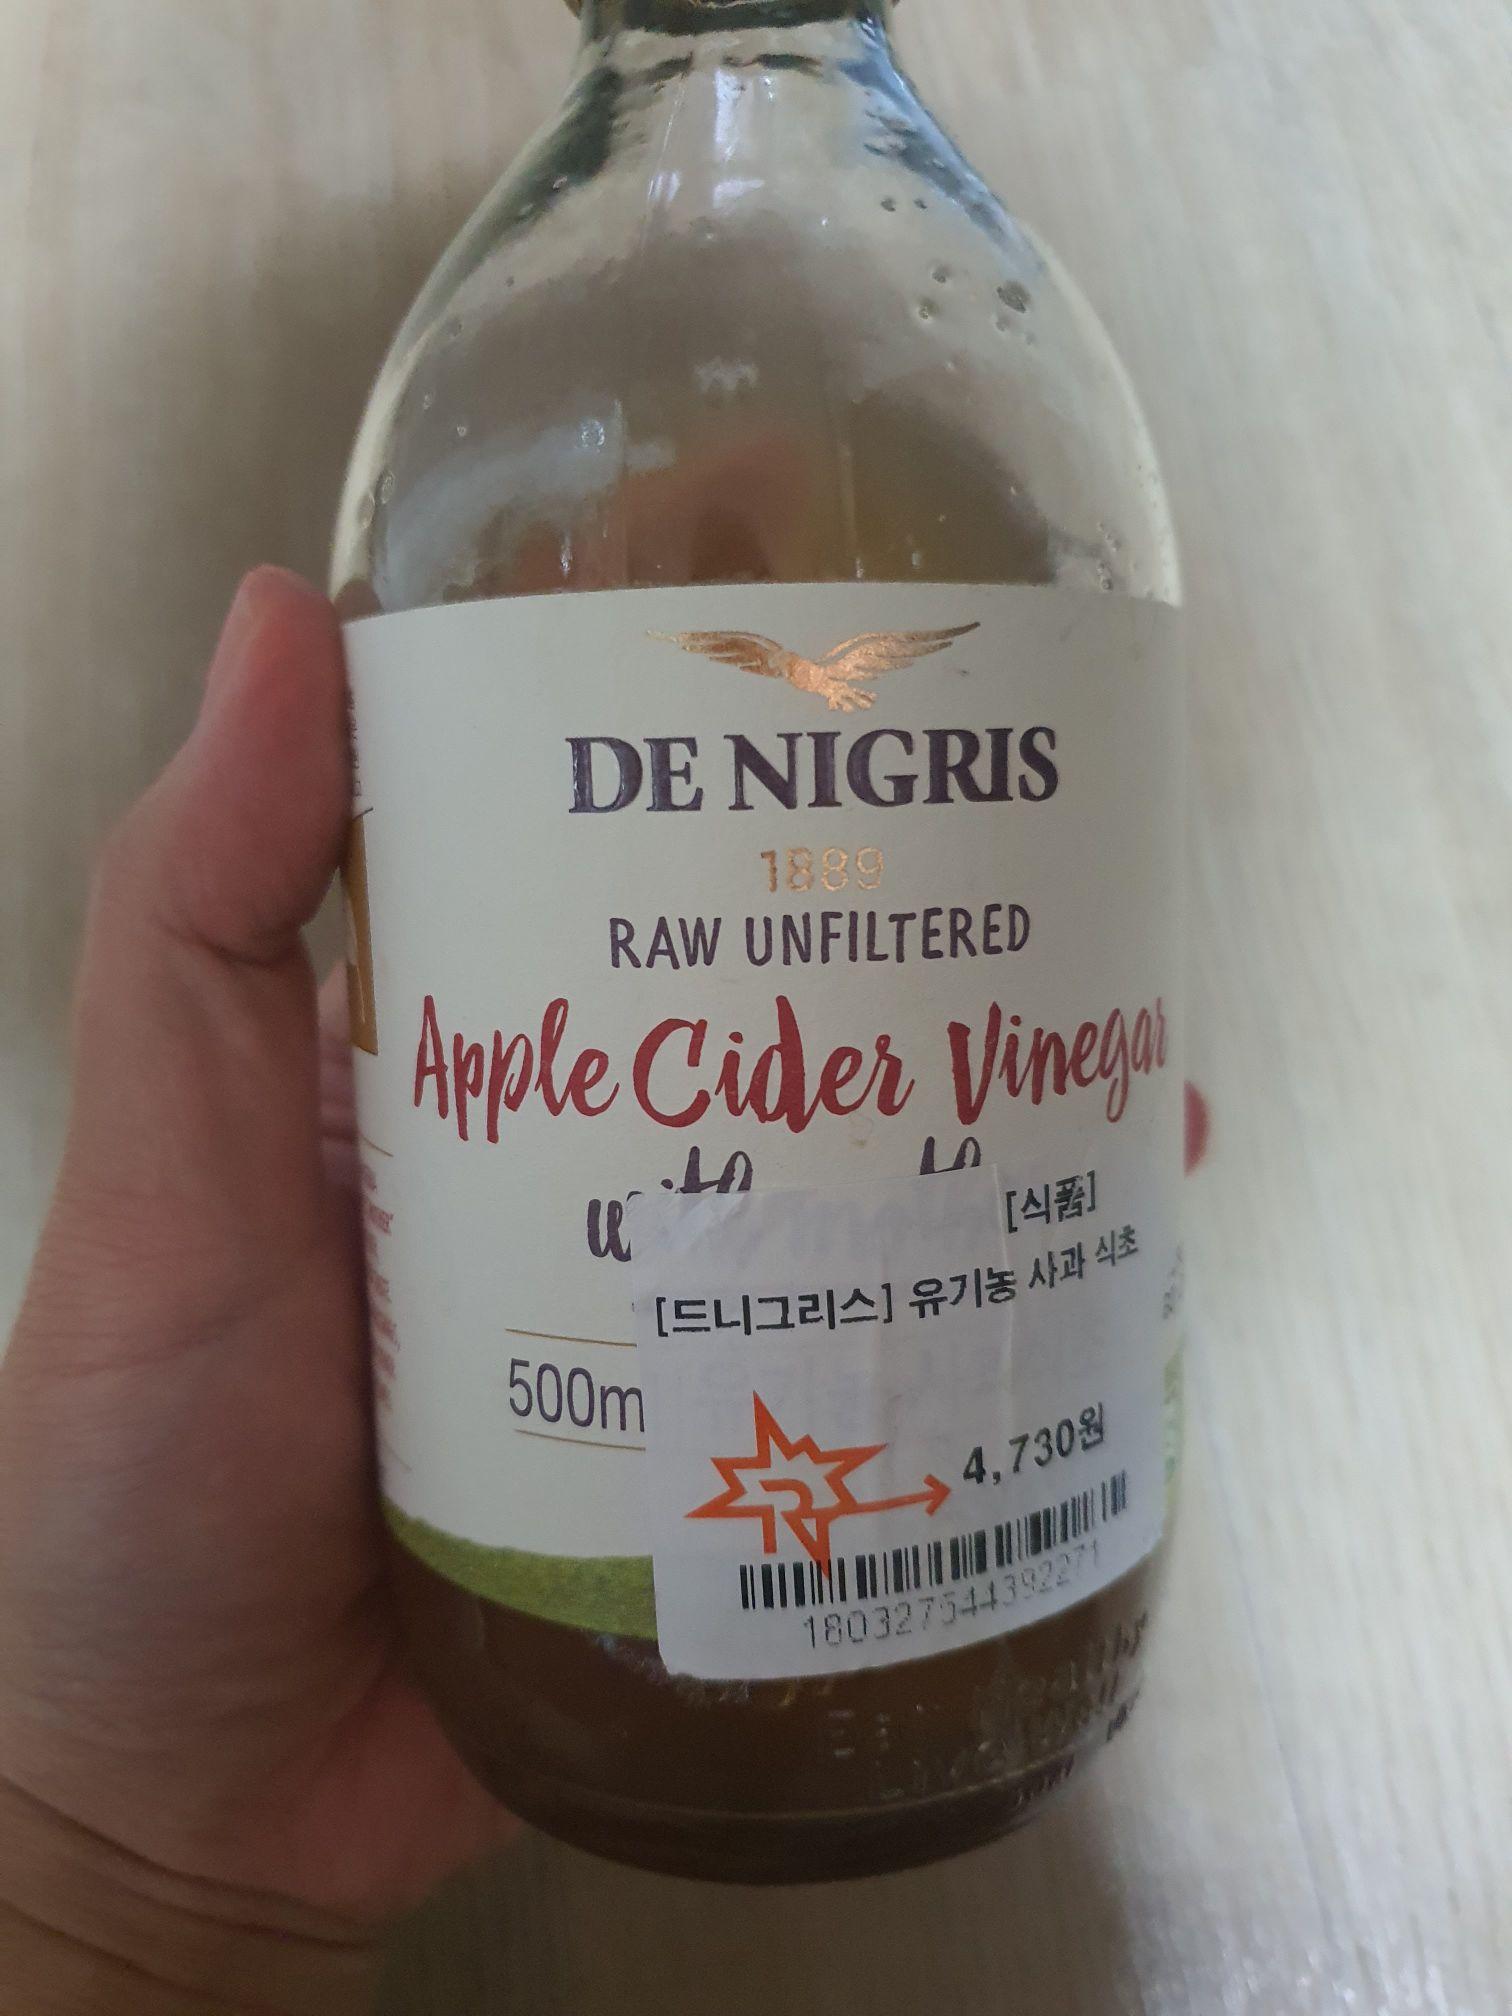 DE NIGRIS
1889
RAW UNFILTERED
Apple Cider Vinegar
[식품]
[드니그리스] 유기농 사과 식초
500m
4,730원
180327544392271